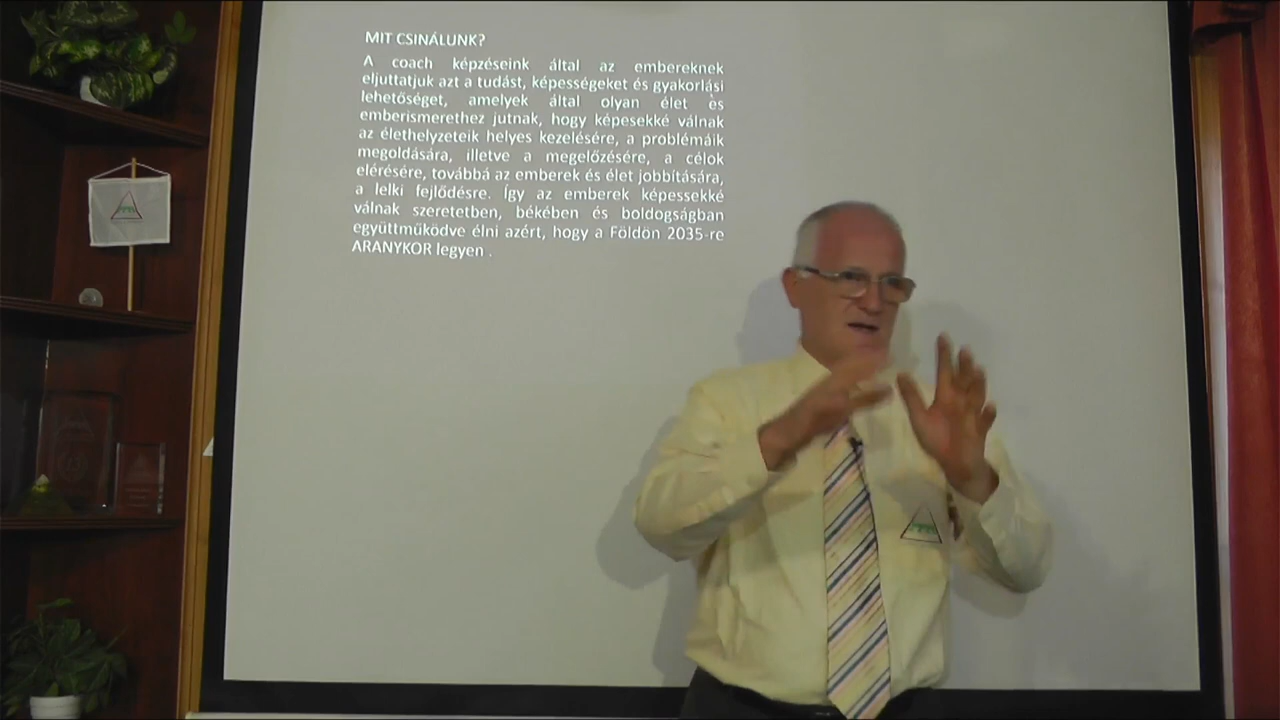 MIT CSINÁLUNK?
A coach képzéseink által az embereknek
eljuttatjuk azt a tudást, képességeket és gyakorlási
lehetőséget, amelyek által olyan élet ès
emberismerethez jutnak, hogy képesekké válnak
az élethelyzeteik helyes kezelésére, a problémáik
megoldására, illetve a megelőzésére, a célok
elérésére, továbbá az emberek és élet jobbítására,
a lelki fejlődésre. Így az emberek képessekké
válnak szeretetben, békében és boldogságban
együttműködve élni azért, hogy a Földön 2035-re
ARANYKOR legyen .